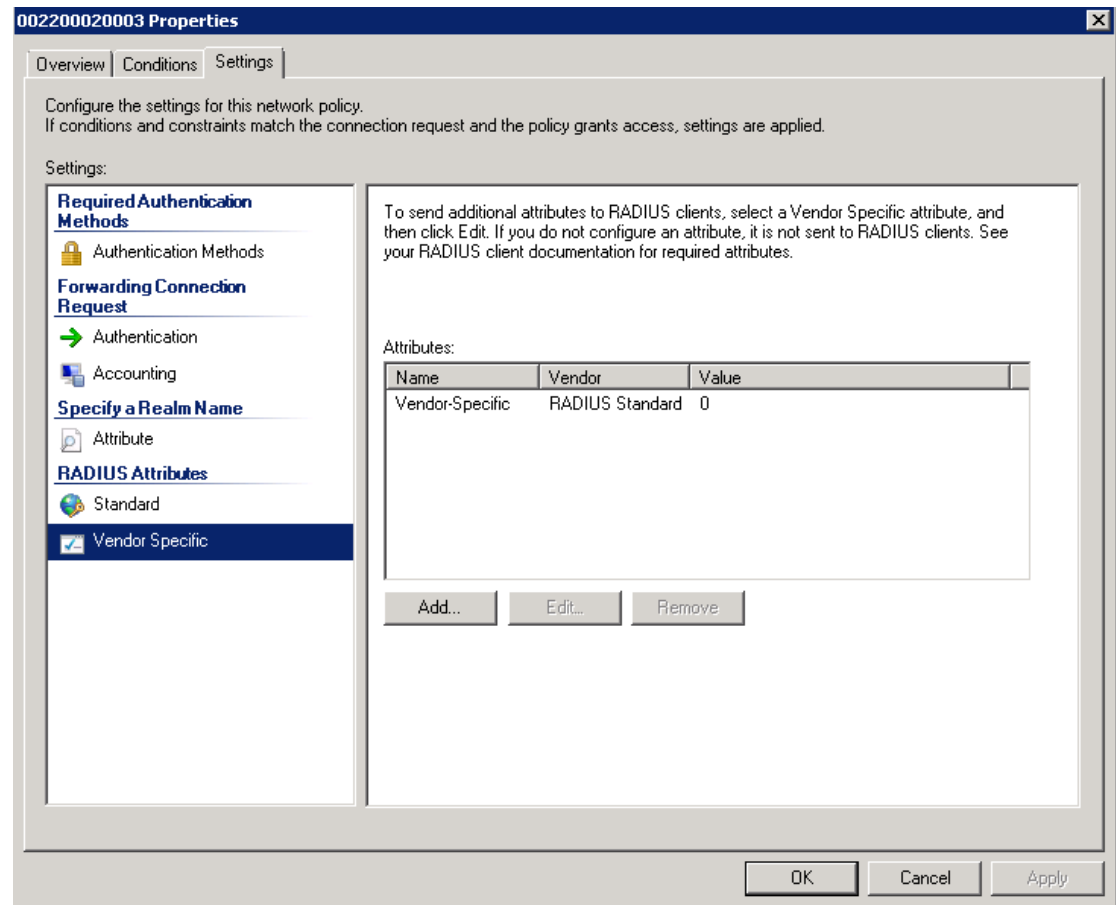 002200020003 Properties
Overview Conditions Settings
Configure the settings for this network policy.
If conditions and constraints match the connection request and the policy grants access, settings are applied.
Settings:
Required Authentication
Methods
Authentication Methods
Forwarding Connection
Request
Authentication
Accounting
Specify a Realm Name
Attribute
RADIUS Attributes
Standard
Vendor Specific
To send additional attributes to RADIUS clients, select a Vendor Specific attribute, and
then click Edit. If you do not configure an attribute, it is not sent to RADIUS clients. See
your RADIUS client documentation for required attributes.
Attributes:
Name Vendor Value
Vendor-Specific RADIUS Standard 0
Add... Edit... Remove
OK Cancel Apply